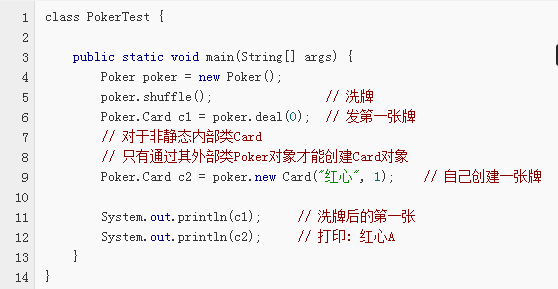 1 class PokerTest {
2
3     public static void main(String[] args) {
4         Poker poker = new Poker();
5         poker.shuffle();                // 洗牌
6         Poker.Card c1 = poker.deal(0);  // 发第一张牌
7         // 对于非静态内部类Card
8         // 只有通过其外部类Poker对象才能创建Card对象
9         Poker.Card c2 = poker.new Card("红心", 1);    // 自己创建一张牌
10
11         System.out.println(c1);     // 洗牌后的第一张
12         System.out.println(c2);     // 打印: 红心A
13     }
14 }